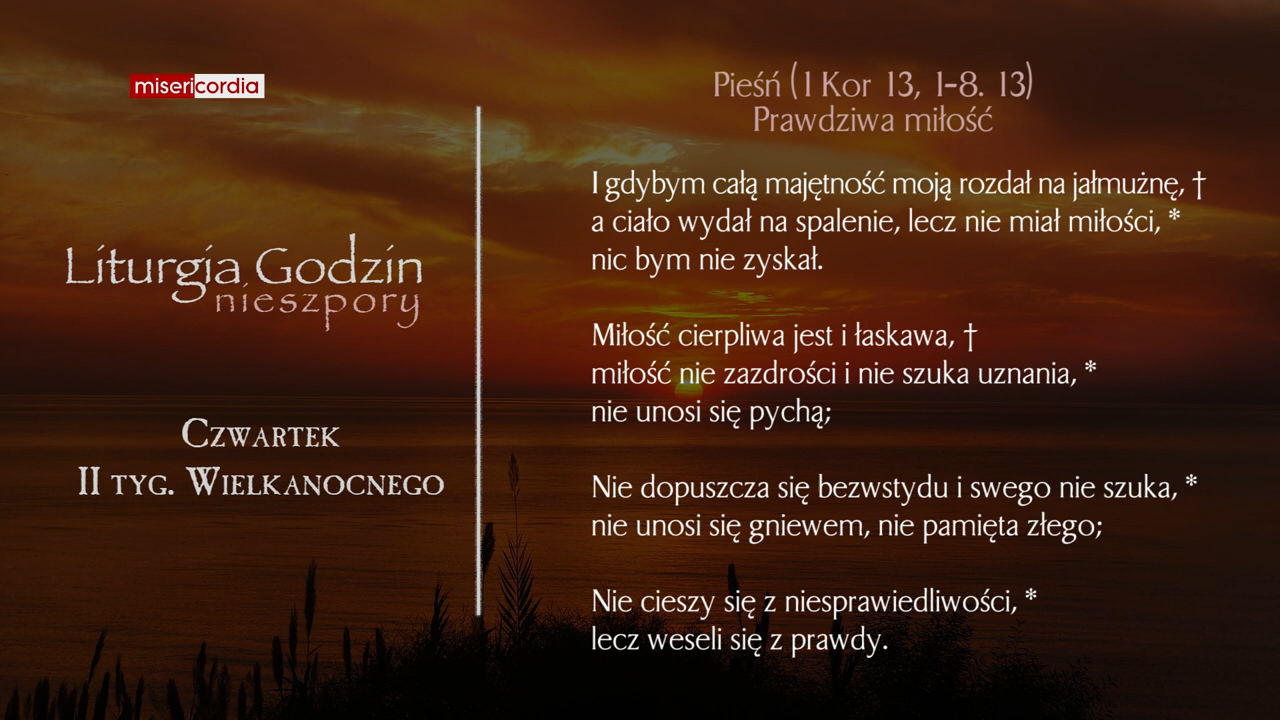 misericordia
Liturgia Godzin
nieszpory
Czwartek
II tyg. Wielkanocnego
Pieśń (1 Kor 13, 1-8. 13)
Prawdziwa miłość
I gdybym całą majętność moją rozdał na jałmużnę, †
a ciało wydał na spalenie, lecz nie miał miłości, *
nic bym nie zyskał.
Miłość cierpliwa jest i łaskawa, †
miłość nie zazdrości i nie szuka uznania, *
nie unosi się pychą;
Nie dopuszcza się bezwstydu i swego nie szuka, *
nie unosi się gniewem, nie pamięta złego;
Nie cieszy się z niesprawiedliwości, *
lecz weseli się z prawdy.